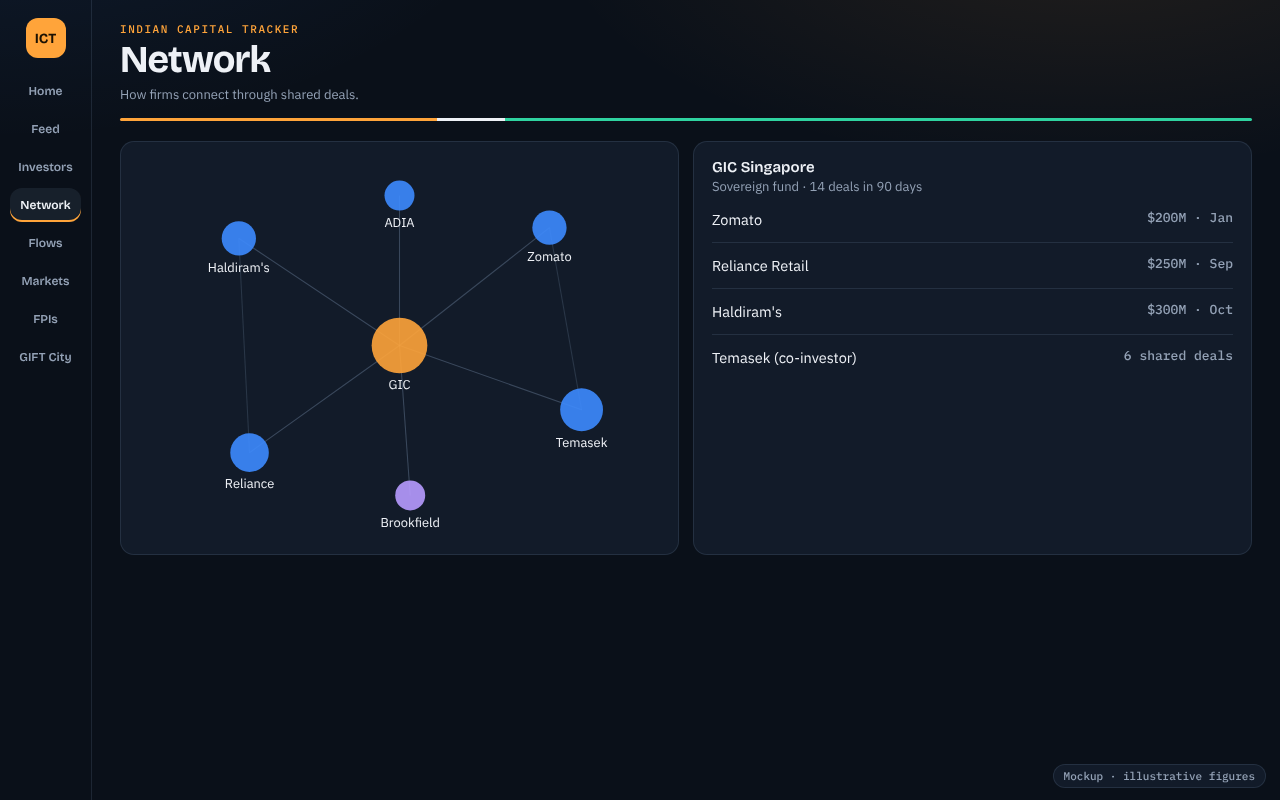 ICT
Home
Feed
Investors
Network
Flows
Markets
FPIs
GIFT City
INDIAN CAPITAL TRACKER
Network
How firms connect through shared deals.
ADIA
Zomato
Haldiram's
GIC
Temasek
Reliance
Brookfield
GIC Singapore
Sovereign fund · 14 deals in 90 days
Zomato $200M · Jan
Reliance Retail $250M · Sep
Haldiram's $300M · Oct
Temasek (co-investor) 6 shared deals
Mockup · illustrative figures